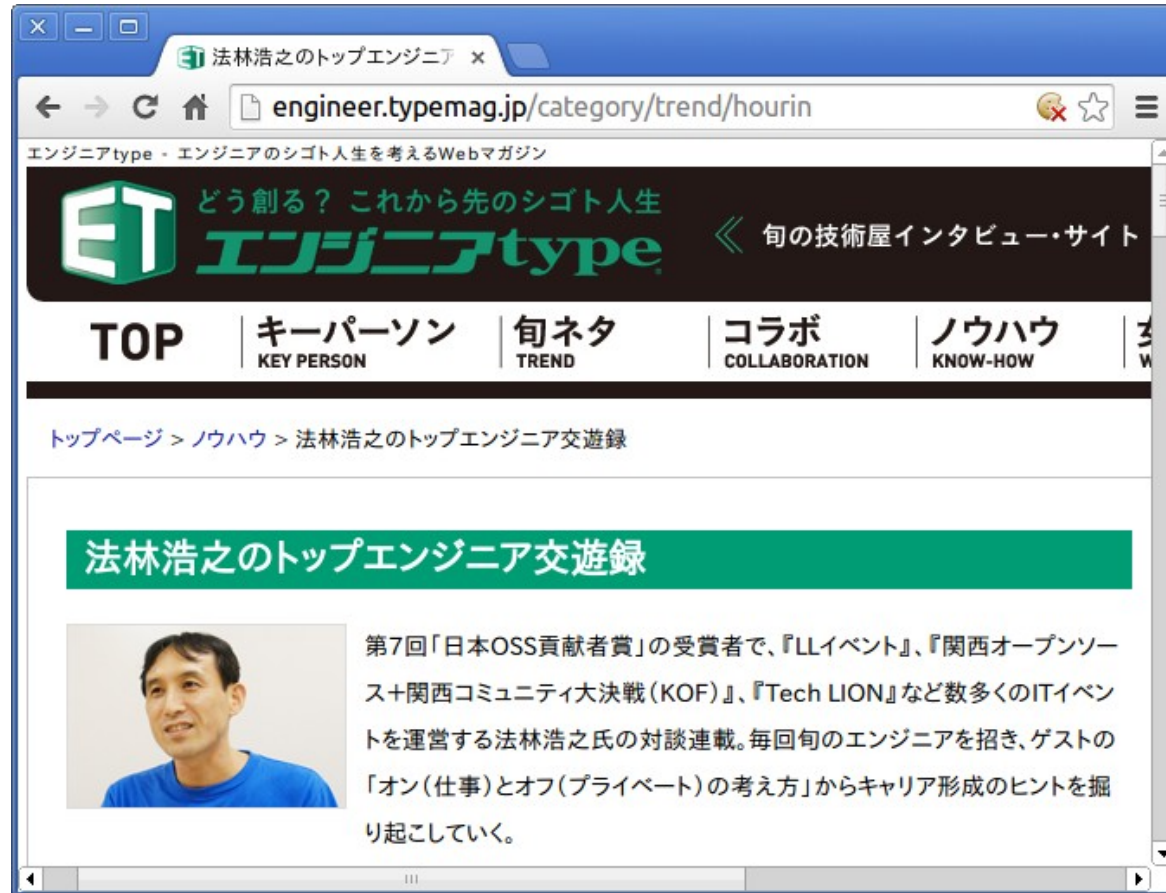 法林浩之のトップエンジニア
engineer.typemag.jp/category/trend/hourin
エンジニアtype - エンジニアのシゴト人生を考えるWebマガジン
ET どう創る? これから先のシゴト人生
エンジニアtype
旬の技術屋インタビュー・サイト
TOP キーパーソン 旬ネタ コラボ ノウハウ
KEY PERSON TREND COLLABORATION KNOW-HOW
トップページ > ノウハウ > 法林浩之のトップエンジニア交遊録
法林浩之のトップエンジニア交遊録
第7回「日本OSS貢献者賞」の受賞者で、『LLイベント』、『関西オープンソー
ス+関西コミュニティ大決戦(KOF)』、『Tech LION』など数多くのITイベン
トを運営する法林浩之氏の対談連載。毎回旬のエンジニアを招き、ゲストの
「オン(仕事)とオフ(プライベート)の考え方」からキャリア形成のヒントを掘
り起こしていく。